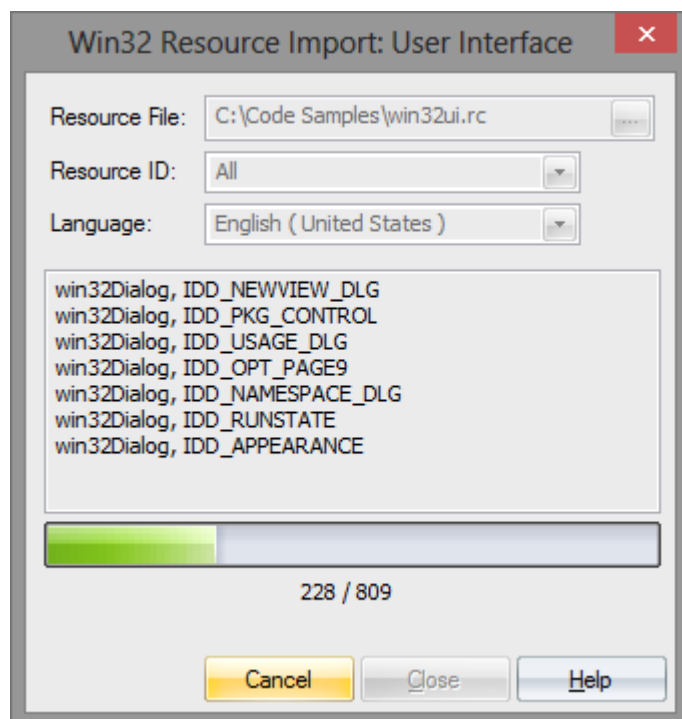 Win32 Resource Import: User Interface
Resource File: C:\Code Samples\win32ui.rc ...
Resource ID: All
Language: English ( United States )
win32Dialog, IDD_NEWVIEW_DLG
win32Dialog, IDD_PKG_CONTROL
win32Dialog, IDD_USAGE_DLG
win32Dialog, IDD_OPT_PAGE9
win32Dialog, IDD_NAMESPACE_DLG
win32Dialog, IDD_RUNSTATE
win32Dialog, IDD_APPEARANCE
228 / 809
Cancel Close Help